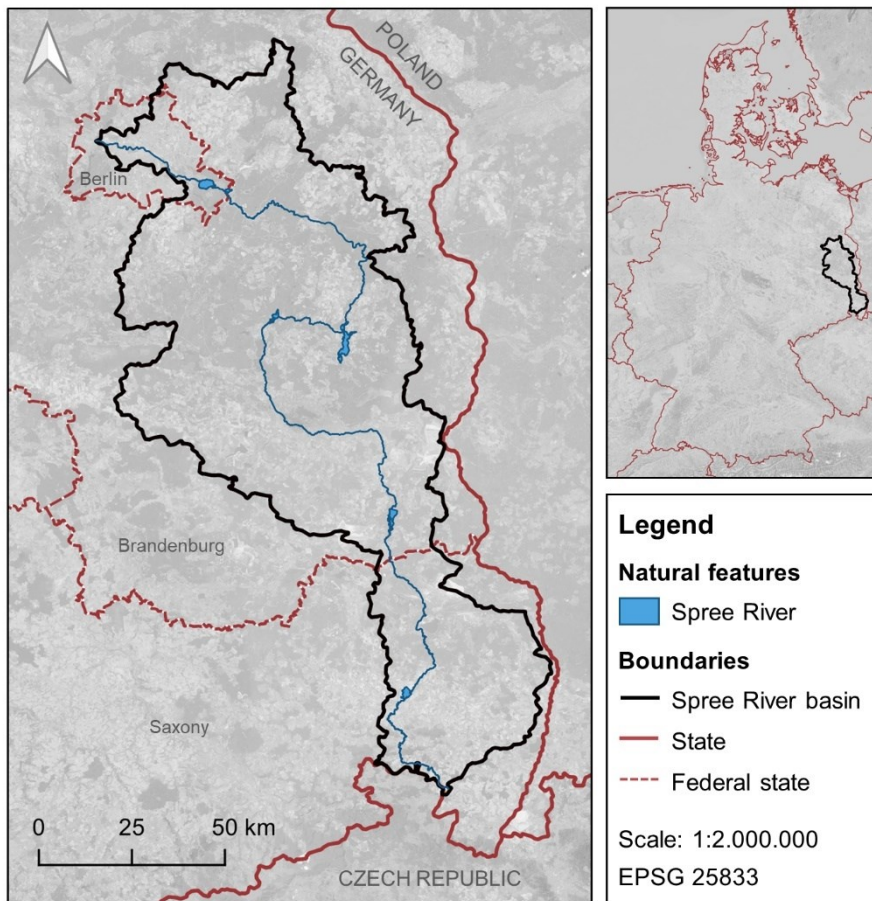 POLAND
GERMANY
Berlin
Brandenburg
Saxony
0 25 50 km
CZECH REPUBLIC
Legend
Natural features
Spree River
Boundaries
Spree River basin
State
Federal state
Scale: 1:2.000.000
EPSG 25833